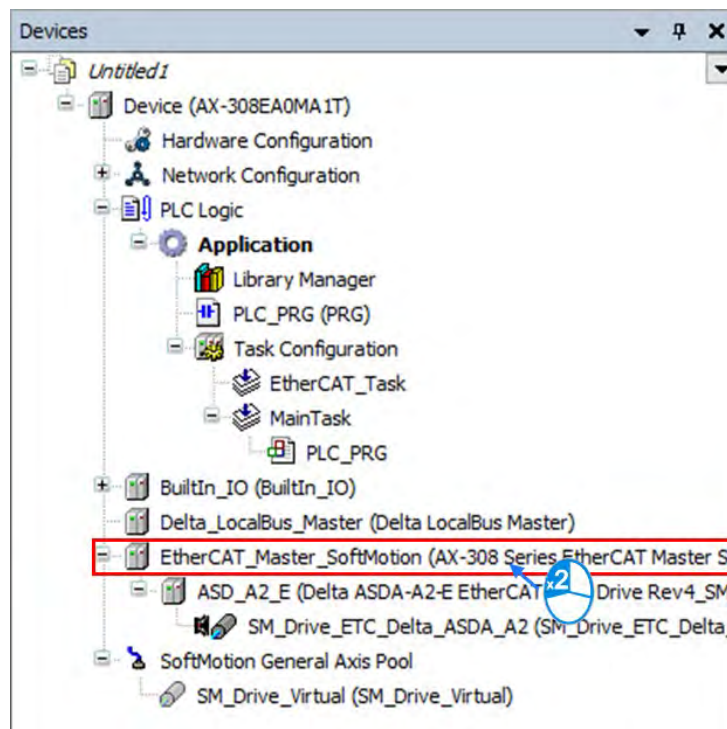 Devices
Untitled1
Device (AX-308EA0MA1T)
Hardware Configuration
Network Configuration
PLC Logic
Application
Library Manager
PLC_PRG (PRG)
Task Configuration
EtherCAT_Task
MainTask
PLC_PRG
BuiltIn_IO (BuiltIn_IO)
Delta_LocalBus_Master (Delta LocalBus Master)
EtherCAT_Master_SoftMotion (AX-308 Series EtherCAT Master S
x2
ASD_A2_E (Delta ASDA-A2-E EtherCAT Drive Rev4_SM
SM_Drive_ETC_Delta_ASDA_A2 (SM_Drive_ETC_Delta_
SoftMotion General Axis Pool
SM_Drive_Virtual (SM_Drive_Virtual)